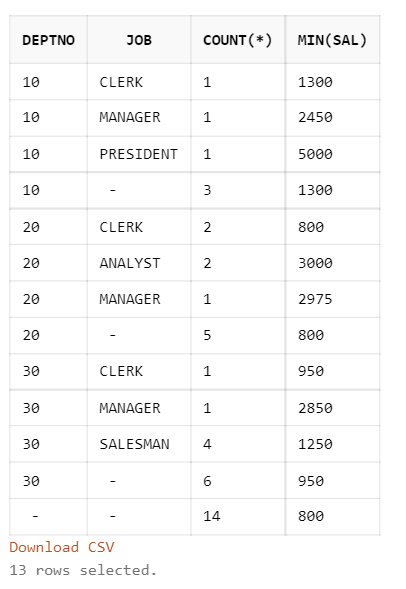 DEPTNO JOB COUNT(*) MIN(SAL)
10 CLERK 1 1300
10 MANAGER 1 2450
10 PRESIDENT 1 5000
10 - 3 1300
20 CLERK 2 800
20 ANALYST 2 3000
20 MANAGER 1 2975
20 - 5 800
30 CLERK 1 950
30 MANAGER 1 2850
30 SALESMAN 4 1250
30 - 6 950
- - 14 800
Download CSV
13 rows selected.